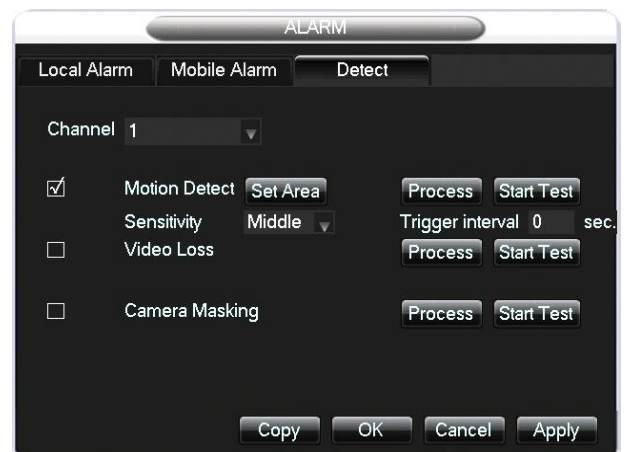 ALARM
Local Alarm Mobile Alarm Detect
Channel 1
Motion Detect Set Area Process Start Test
Sensitivity Middle Trigger interval 0 sec.
Video Loss Process Start Test
Camera Masking Process Start Test
Copy OK Cancel Apply